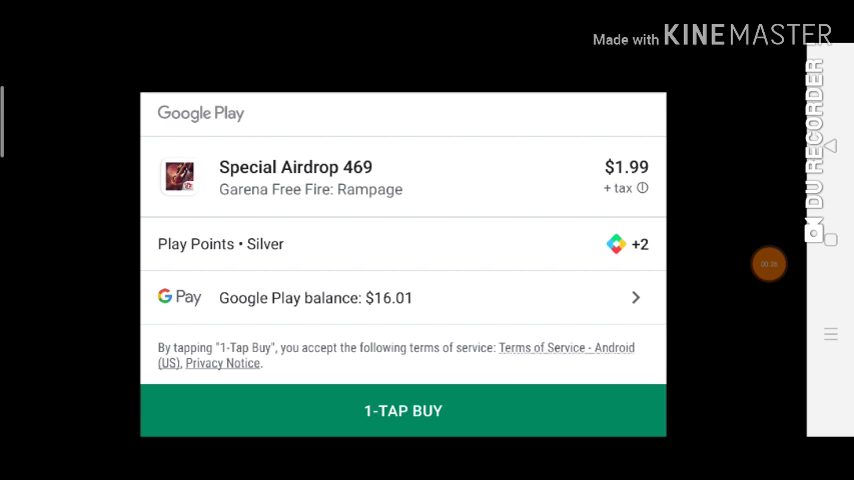 Made with KINEMASTER
DU RECORDER
Google Play
Special Airdrop 469
$1.99
Garena Free Fire: Rampage
+ tax
Play Points • Silver
+2
G Pay
Google Play balance: $16.01
By tapping "1-Tap Buy", you accept the following terms of service: Terms of Service - Android
(US), Privacy Notice.
1-TAP BUY